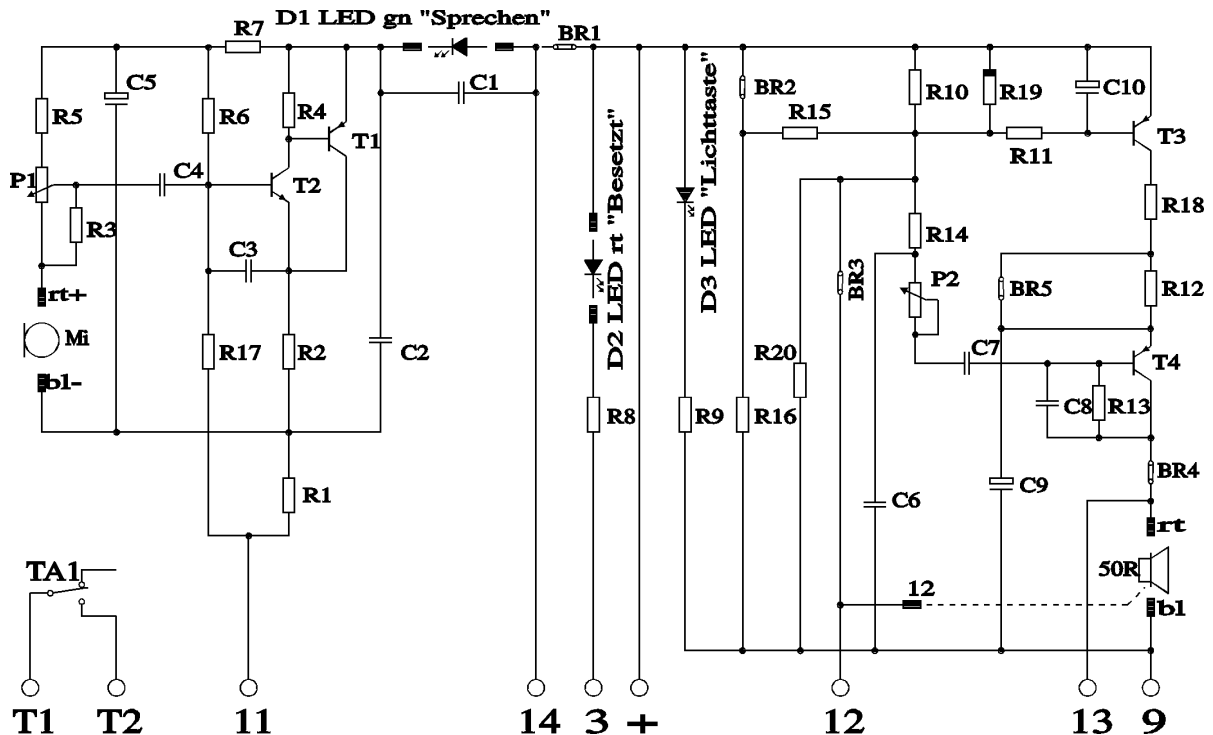 D1 LED gn "Sprechen"
R7
BR1
C5
C1
BR2
R10
R19
C10
R5
R6
R4
R15
T1
T3
R11
P1
C4
T2
R3
R18
C3
R14
D2 LED rt "Besetzt"
D3 LED "Lichttaste"
BR3
P2
BR5
R12
rt+
Mi
R17
R2
C2
C7
T4
R20
bl-
R8
R9
R16
C8
R13
BR4
R1
C6
C9
rt
TA1
50R
12
bl
T1
T2
11
14
3
+
12
13
9